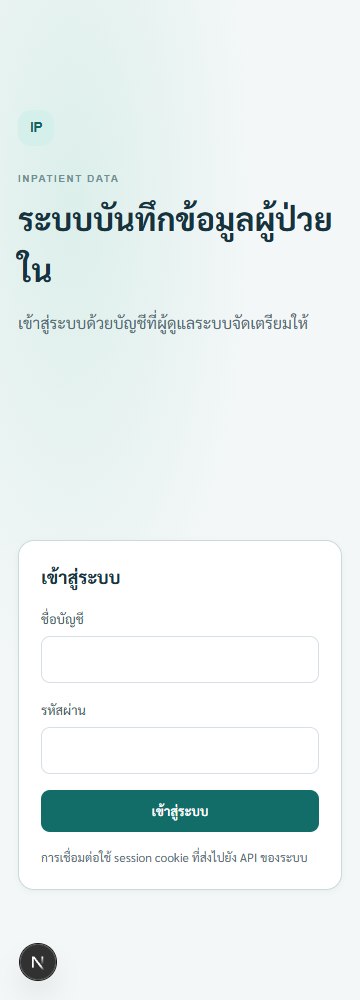 IP
INPATIENT DATA
ระบบบันทึกข้อมูลผู้ป่วย
ใน
เข้าสู่ระบบด้วยบัญชีที่ผู้ดูแลระบบจัดเตรียมให้
เข้าสู่ระบบ
ชื่อบัญชี
รหัสผ่าน
เข้าสู่ระบบ
การเชื่อมต่อใช้ session cookie ที่ส่งไปยัง API ของระบบ
N